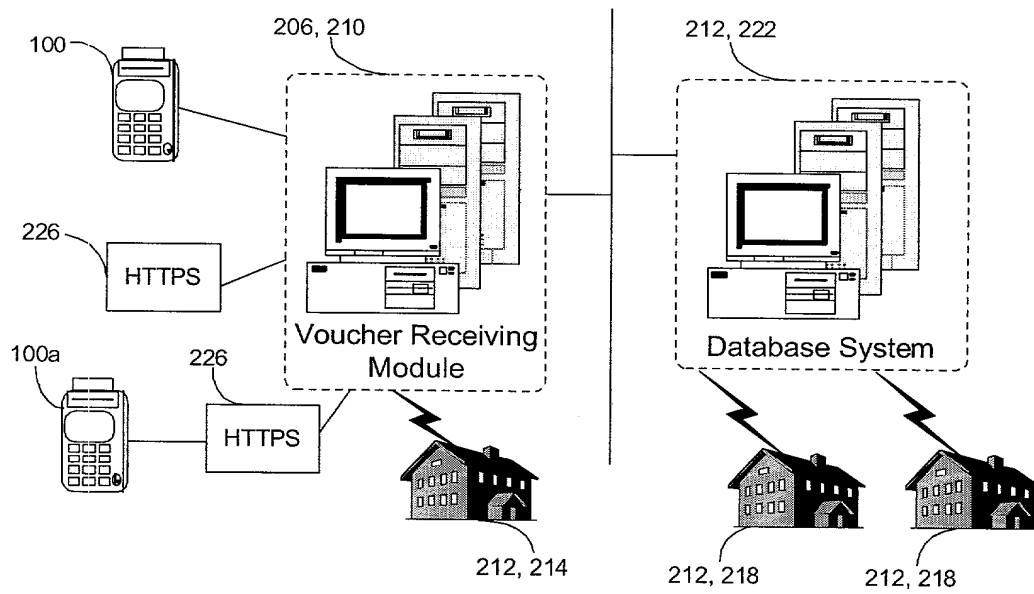 100
206, 210
212, 222
226
HTTPS
Voucher Receiving
Module
Database System
100a
226
HTTPS
212, 214
212, 218
212, 218